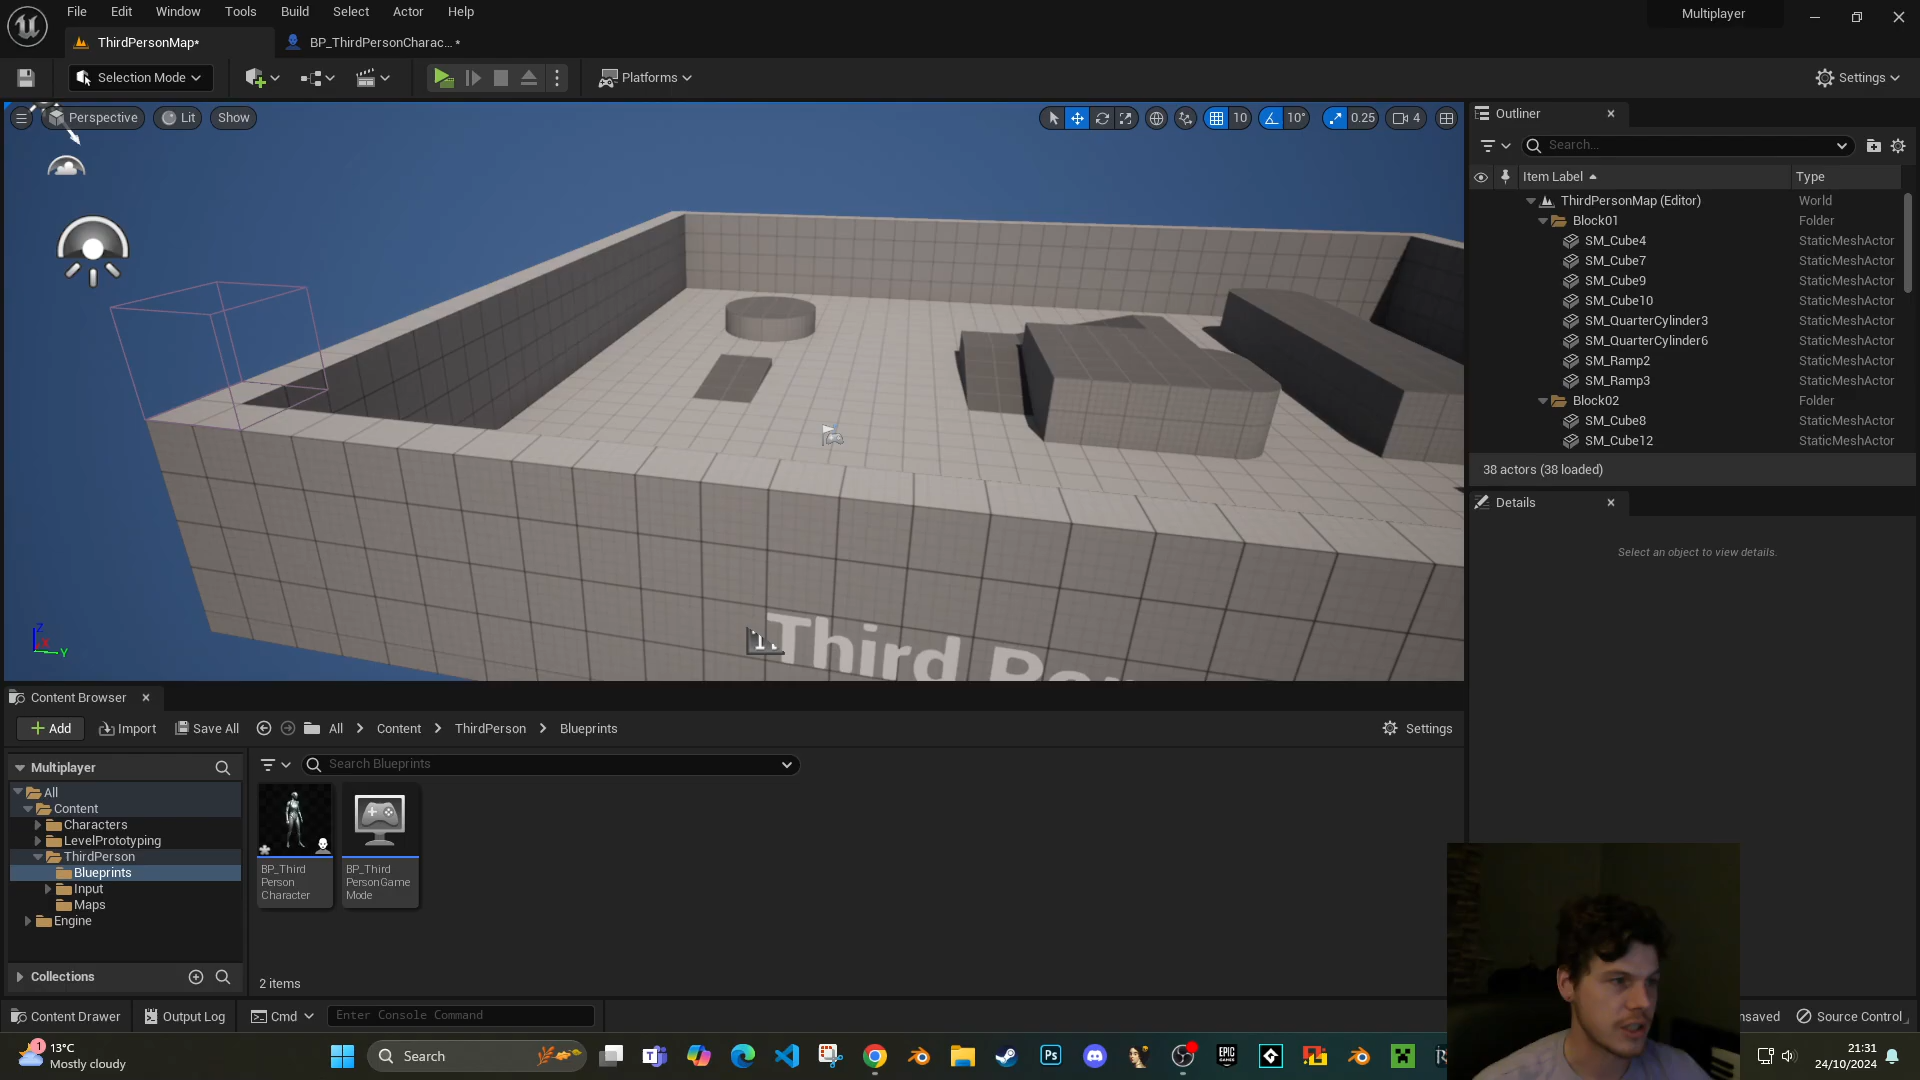 File Edit Window Tools Build Select Actor Help
Multiplayer
ThirdPersonMap*
BP_ThirdPersonCharac... *
Selection Mode
Platforms
Settings
Perspective
Lit
Show
10
10°
0.25
4
Outliner
Search...
Item Label
Type
ThirdPersonMap (Editor) World
Block01 Folder
SM_Cube4 StaticMeshActor
SM_Cube7 StaticMeshActor
SM_Cube9 StaticMeshActor
SM_Cube10 StaticMeshActor
SM_QuarterCylinder3 StaticMeshActor
SM_QuarterCylinder6 StaticMeshActor
SM_Ramp2 StaticMeshActor
SM_Ramp3 StaticMeshActor
Block02 Folder
SM_Cube8 StaticMeshActor
SM_Cube12 StaticMeshActor
38 actors (38 loaded)
Details
Select an object to view details.
Third Per
Z
X
Y
Content Browser
Add
Import
Save All
All
Content
ThirdPerson
Blueprints
Settings
Multiplayer
Search Blueprints
All
Content
Characters
LevelPrototyping
ThirdPerson
Blueprints
Input
Maps
Engine
BP_Third
Person
Character
BP_Third
PersonGame
Mode
Collections
2 items
Content Drawer
Output Log
Cmd
Enter Console Command
nsaved
Source Control
1
13°C
Mostly cloudy
Search
Ps
EPIC
GAMES
21:31
24/10/2024